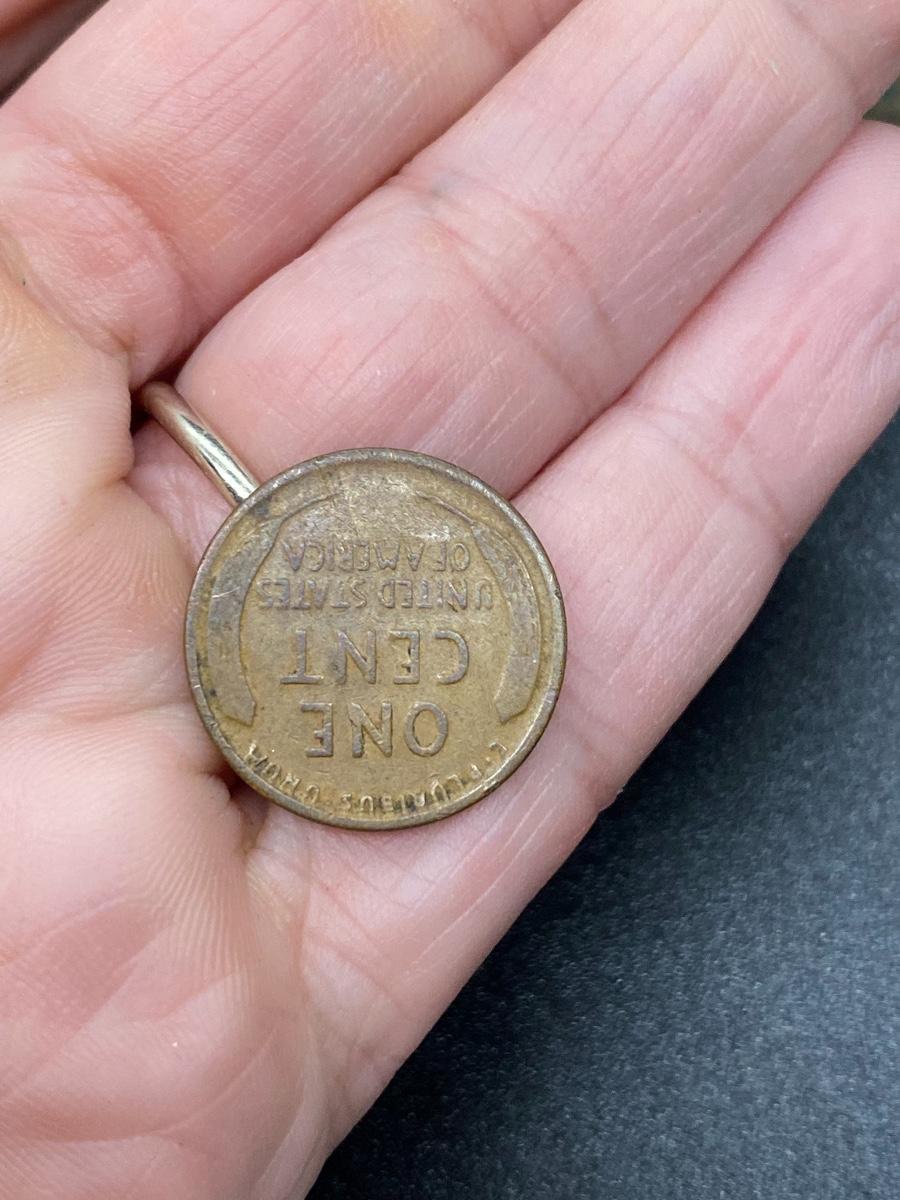 E·PLURIBUS·UNUM
ONE
CENT
UNITED STATES
OF AMERICA